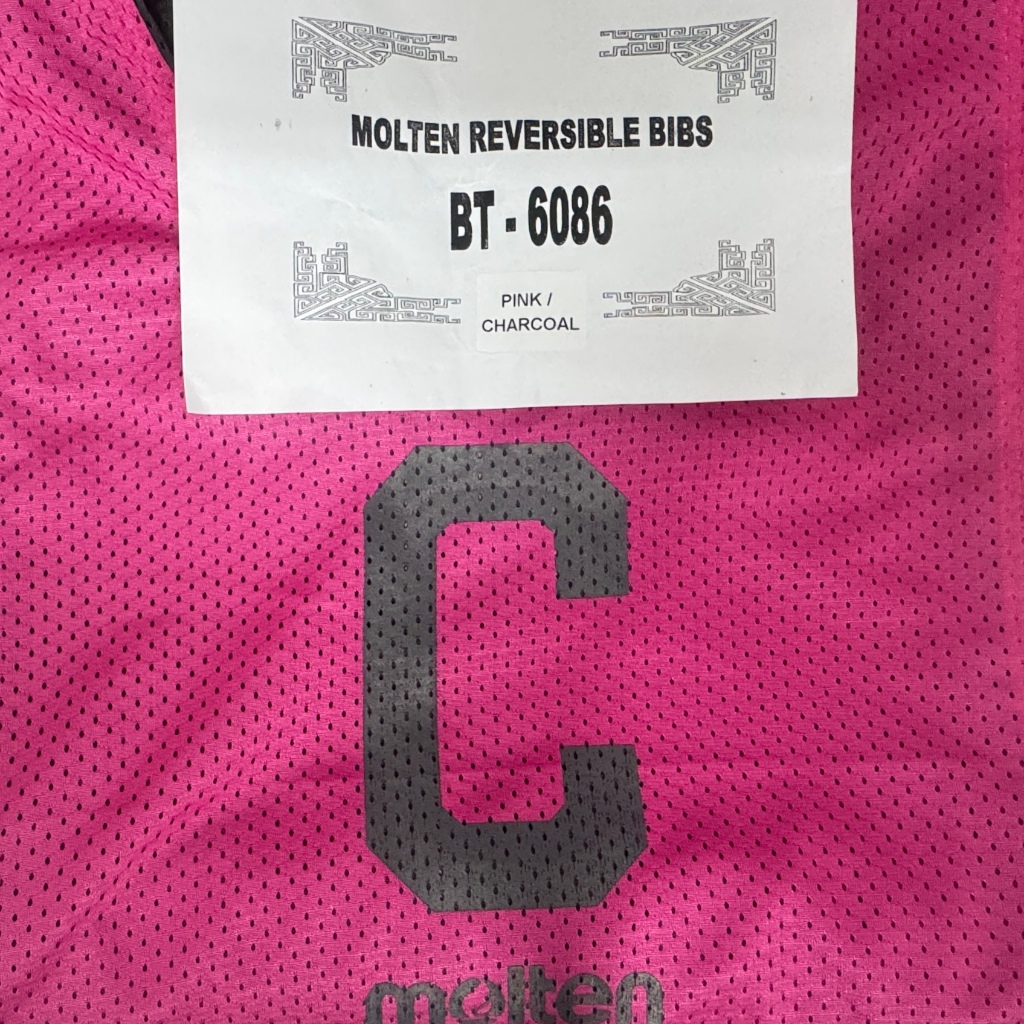 MOLTEN REVERSIBLE BIBS
BT - 6086
PINK /
CHARCOAL
C
molten